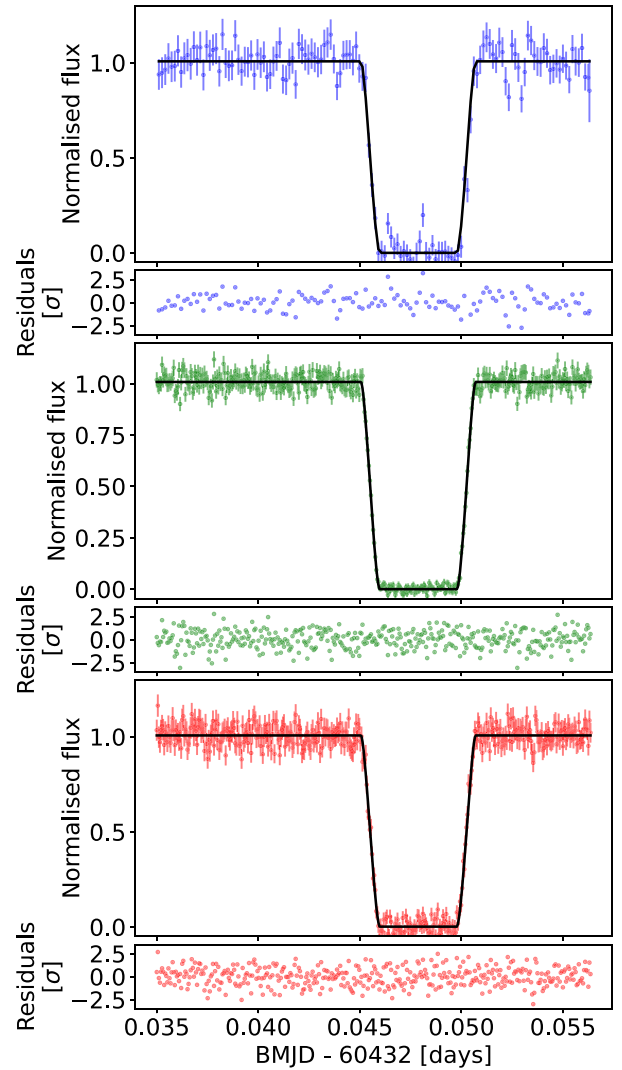 Normalised flux
1.0
0.5
0.0
Residuals
[σ]
2.5
0.0
−2.5
Normalised flux
1.00
0.75
0.50
0.25
0.00
Residuals
[σ]
2.5
0.0
−2.5
Normalised flux
1.0
0.5
0.0
Residuals
[σ]
2.5
0.0
−2.5
0.035 0.040 0.045 0.050 0.055
BMJD - 60432 [days]